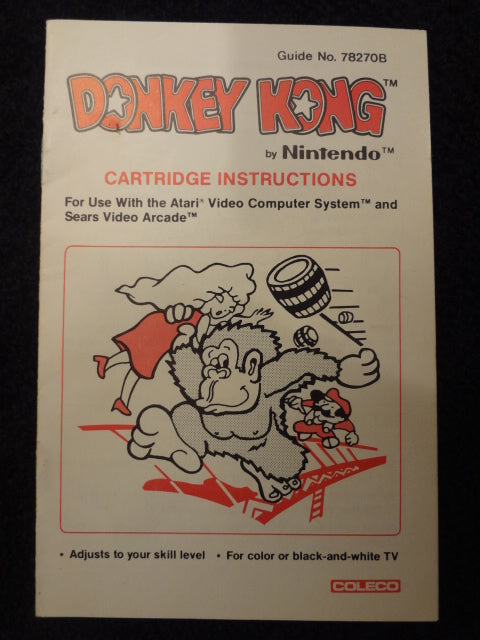 Guide No. 78270B
DONKEY KONG™
by Nintendo™
CARTRIDGE INSTRUCTIONS
For Use With the Atari® Video Computer System™ and
Sears Video Arcade™
• Adjusts to your skill level • For color or black-and-white TV
COLECO